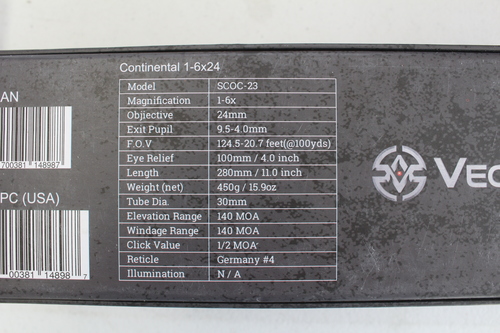 AN
700381 148987
PC (USA)
00381 14898 7
Continental 1-6x24
Model SCOC-23
Magnification 1-6x
Objective 24mm
Exit Pupil 9.5-4.0mm
F.O.V 124.5-20.7 feet(@100yds)
Eye Relief 100mm / 4.0 inch
Length 280mm / 11.0 inch
Weight (net) 450g / 15.9oz
Tube Dia. 30mm
Elevation Range 140 MOA
Windage Range 140 MOA
Click Value 1/2 MOA
Reticle Germany #4
Illumination N / A
VEC